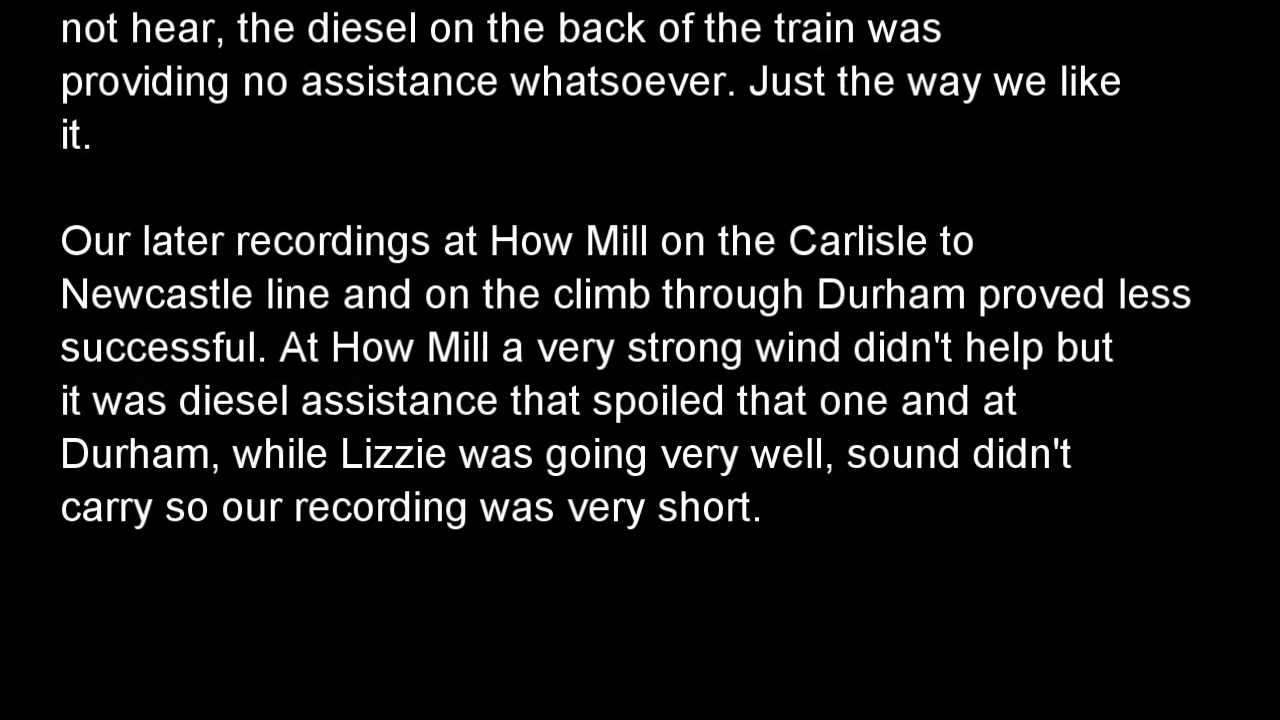 not hear, the diesel on the back of the train was
providing no assistance whatsoever. Just the way we like
it.
Our later recordings at How Mill on the Carlisle to
Newcastle line and on the climb through Durham proved less
successful. At How Mill a very strong wind didn't help but
it was diesel assistance that spoiled that one and at
Durham, while Lizzie was going very well, sound didn't
carry so our recording was very short.